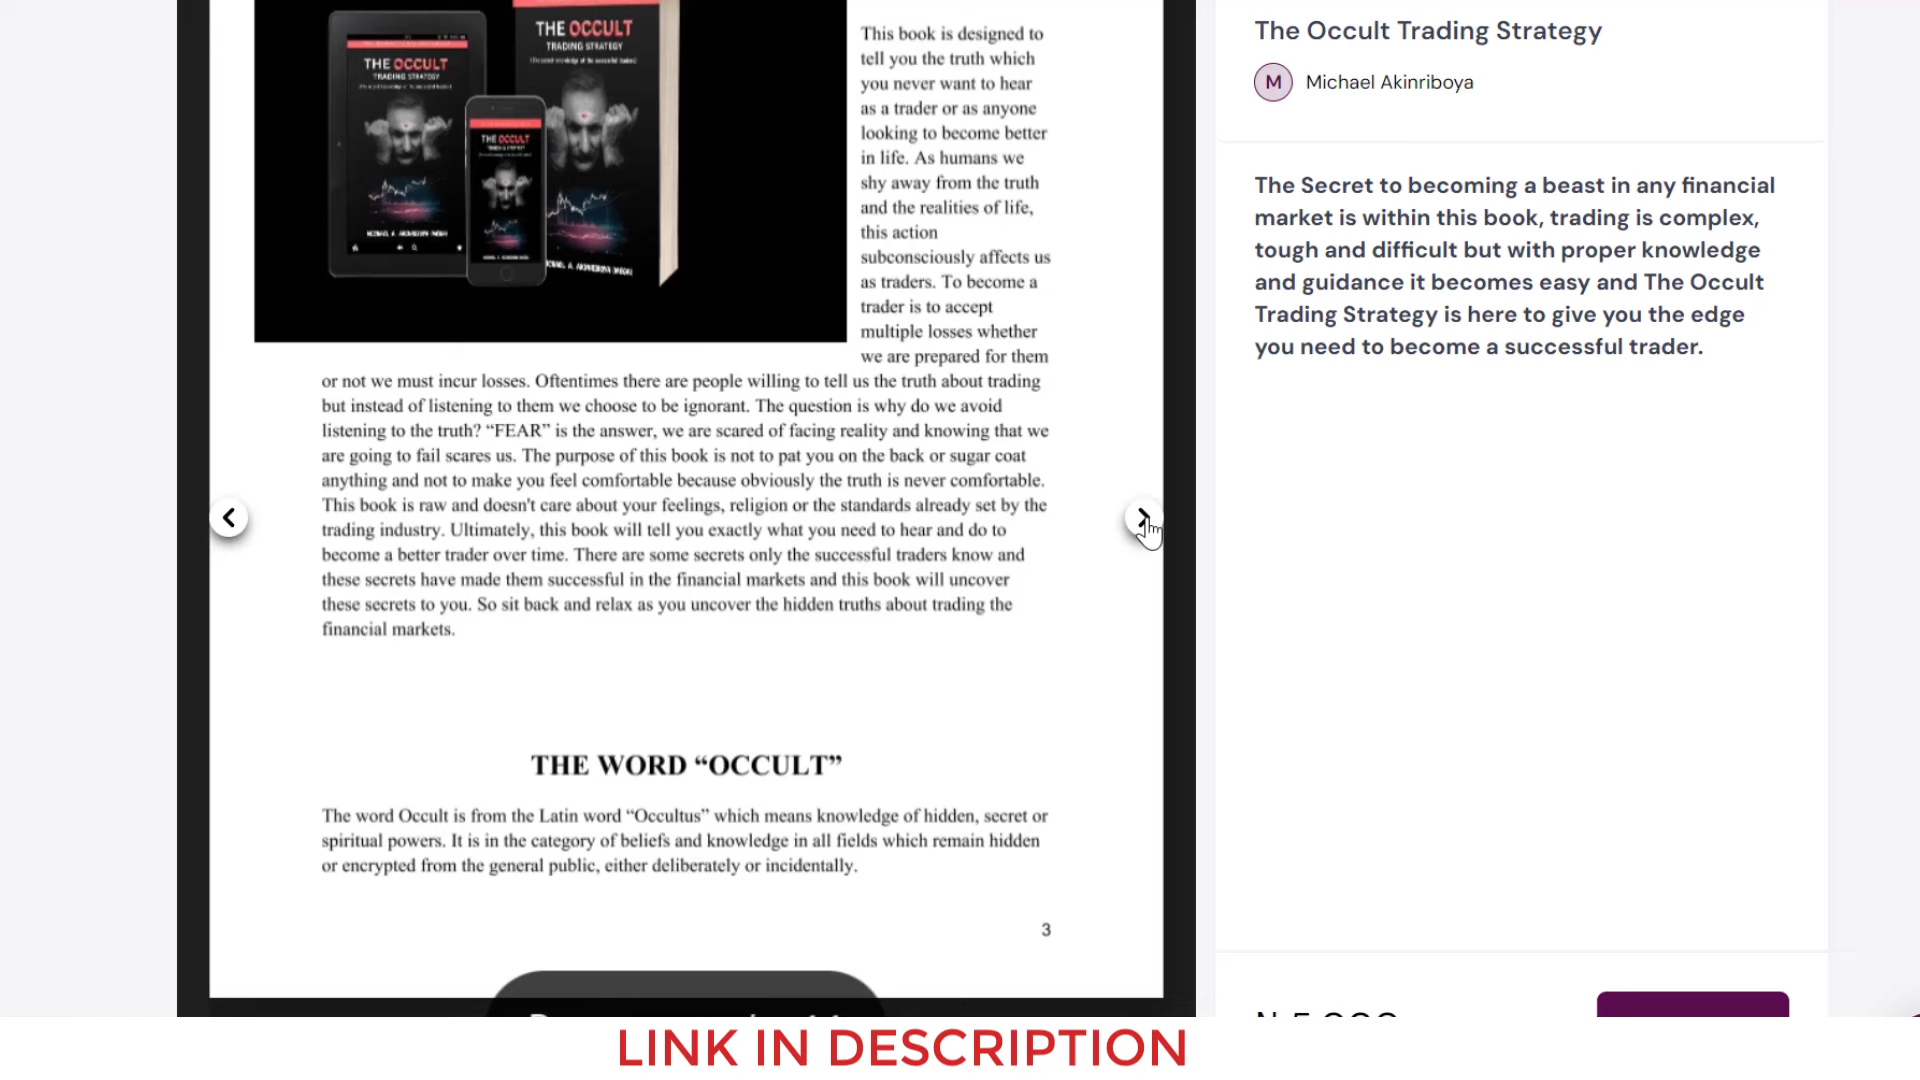 THE OCCULT
TRADING STRATEGY
THE OCCULT
TRADING STRATEGY
THE OCCULT
This book is designed to
tell you the truth which
you never want to hear
as a trader or as anyone
looking to become better
in life. As humans we
shy away from the truth
and the realities of life,
this action
subconsciously affects us
as traders. To become a
trader is to accept
multiple losses whether
we are prepared for them
or not we must incur losses. Oftentimes there are people willing to tell us the truth about trading
but instead of listening to them we choose to be ignorant. The question is why do we avoid
listening to the truth? “FEAR” is the answer, we are scared of facing reality and knowing that we
are going to fail scares us. The purpose of this book is not to pat you on the back or sugar coat
anything and not to make you feel comfortable because obviously the truth is never comfortable.
This book is raw and doesn't care about your feelings, religion or the standards already set by the
trading industry. Ultimately, this book will tell you exactly what you need to hear and do to
become a better trader over time. There are some secrets only the successful traders know and
these secrets have made them successful in the financial markets and this book will uncover
these secrets to you. So sit back and relax as you uncover the hidden truths about trading the
financial markets.
THE WORD “OCCULT”
The word Occult is from the Latin word “Occultus” which means knowledge of hidden, secret or
spiritual powers. It is in the category of beliefs and knowledge in all fields which remain hidden
or encrypted from the general public, either deliberately or incidentally.
3
The Occult Trading Strategy
M Michael Akinriboya
The Secret to becoming a beast in any financial
market is within this book, trading is complex,
tough and difficult but with proper knowledge
and guidance it becomes easy and The Occult
Trading Strategy is here to give you the edge
you need to become a successful trader.
LINK IN DESCRIPTION